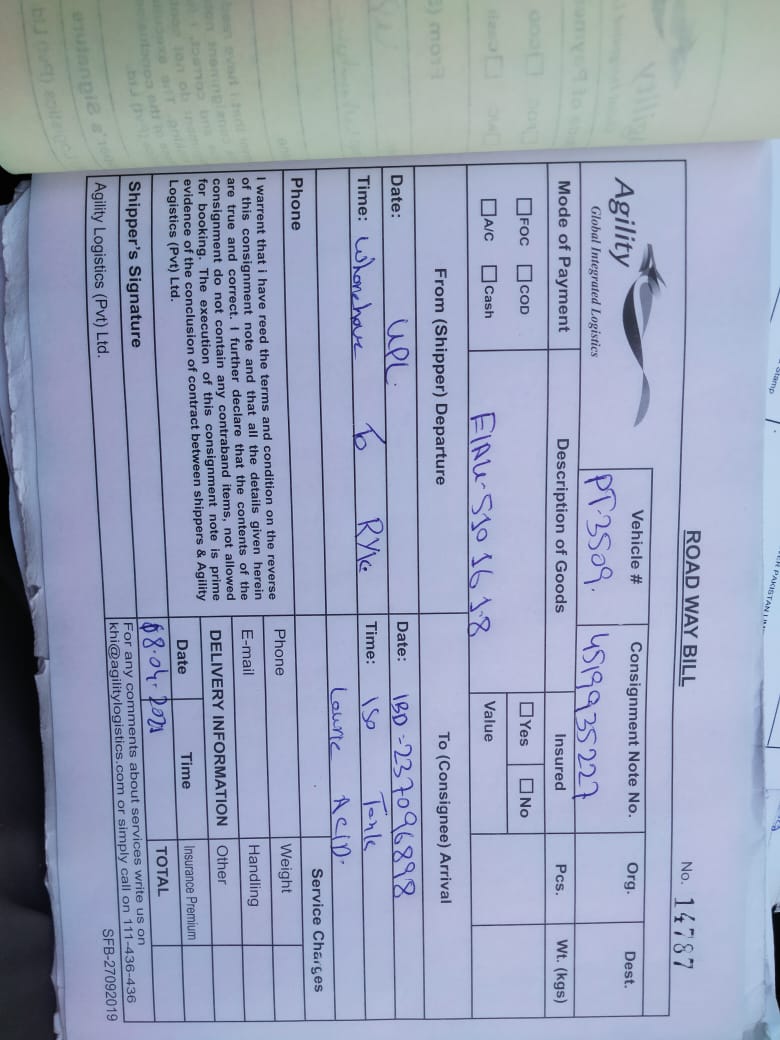 Stamp
ER PAKISTAN LIM
ROAD WAY BILL
No. 14787
Agility
Global Integrated Logistics
Vehicle #
PT-3509.
Consignment Note No.
4519935227
Org.
Dest.
Mode of Payment
Description of Goods
Insured
Pcs.
Wt. (kgs)
FOC COD
Yes No
A/C Cash
Value
From (Shipper) Departure
To (Consignee) Arrival
Date: UPL.
Date: IBD-237096898
Time: To RYK
Time: ISO Tank
Lauric ACID.
Phone
Service Charges
Phone
Weight
E-mail
Handling
I warrent that i have reed the terms and condition on the reverse
of this consignment note and that all the details given herein
are true and correct. I further declare that the contents of the
consignment do not contain any contraband items, not allowed
for booking. The execution of this consignment note is prime
evidence of the conclusion of contract between shippers & Agility
Logistics (Pvt) Ltd.
DELIVERY INFORMATION
Other
Date Time
Insurance Premium
08.04.2021
TOTAL
Shipper's Signature
For any comments about services write us on
khi@agilitylogistics.com or simply call on 111-436-436
Agility Logistics (Pvt) Ltd.
SFB-27092019